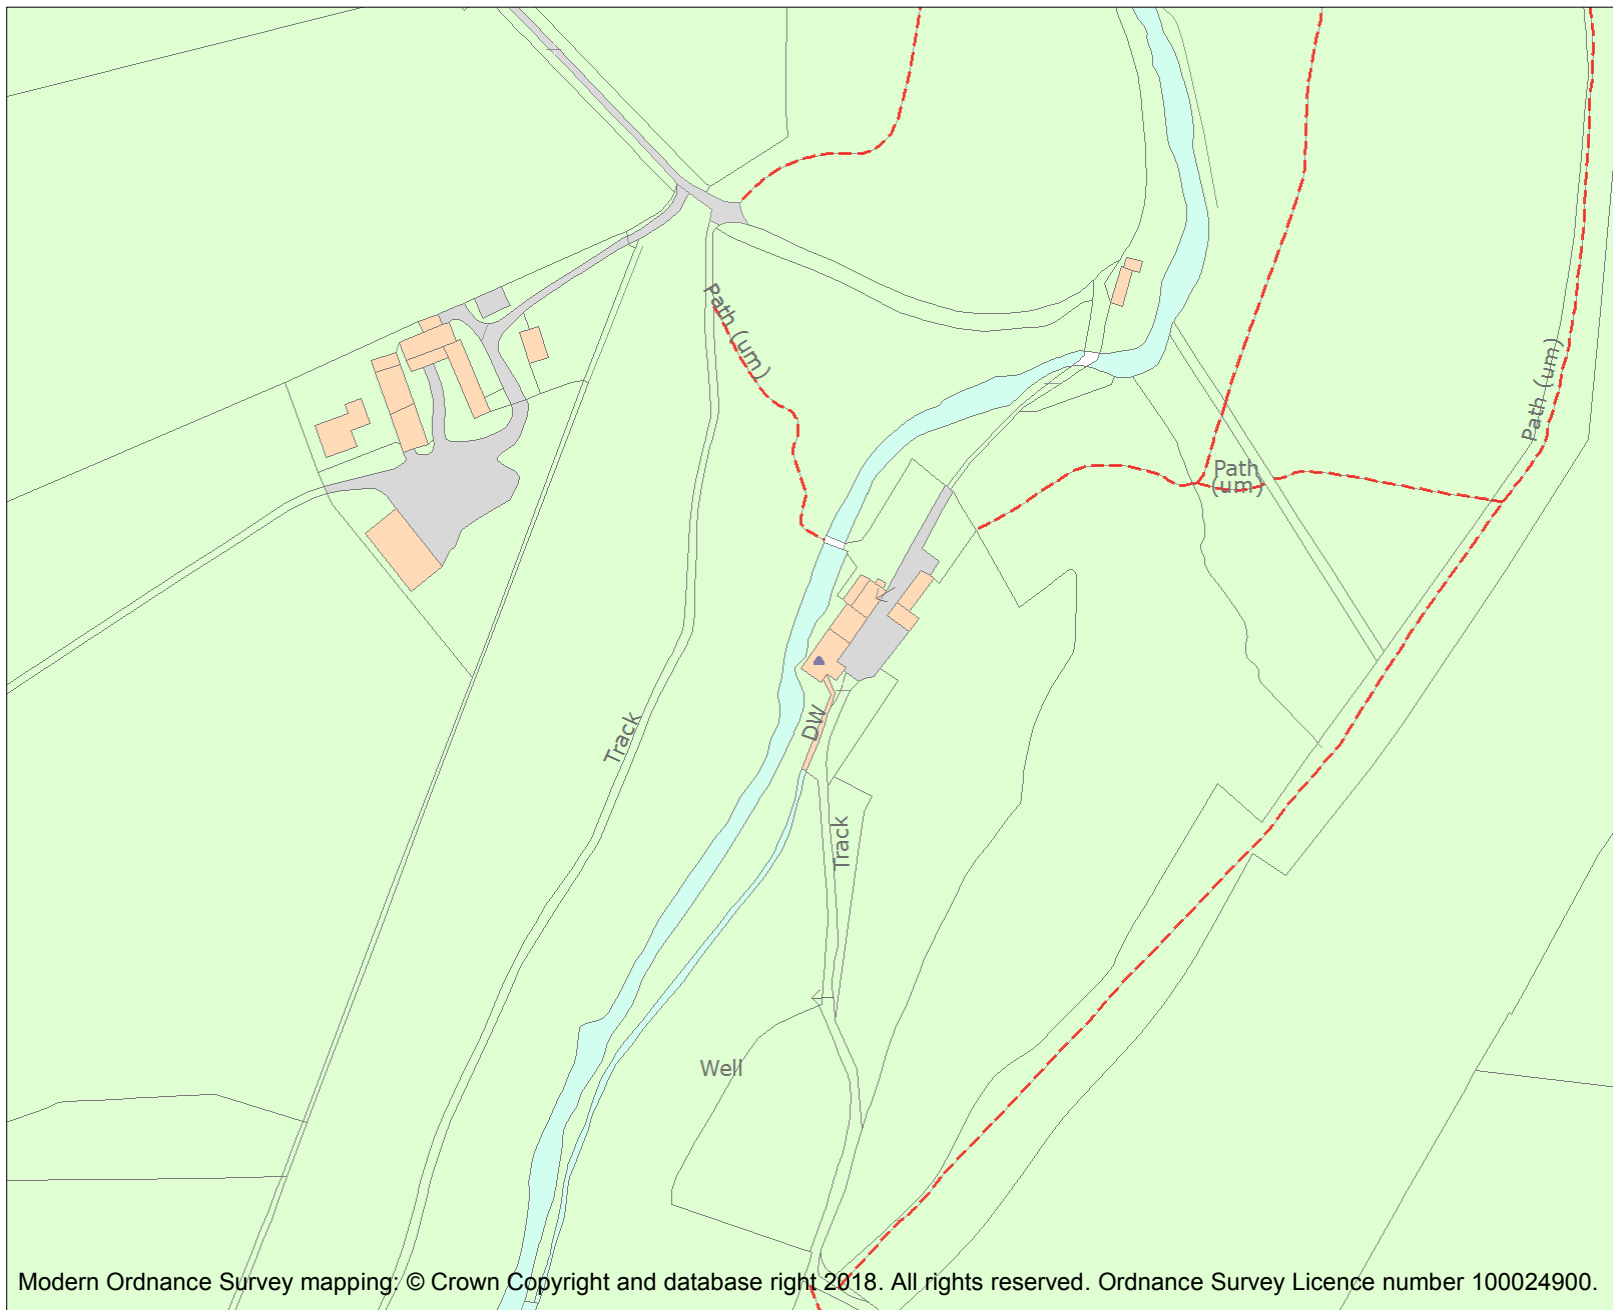 Path (um)
Path (um)
Path
(um)
DW
Track
Track
Well
Modern Ordnance Survey mapping: © Crown Copyright and database right 2018. All rights reserved. Ordnance Survey Licence number 100024900.